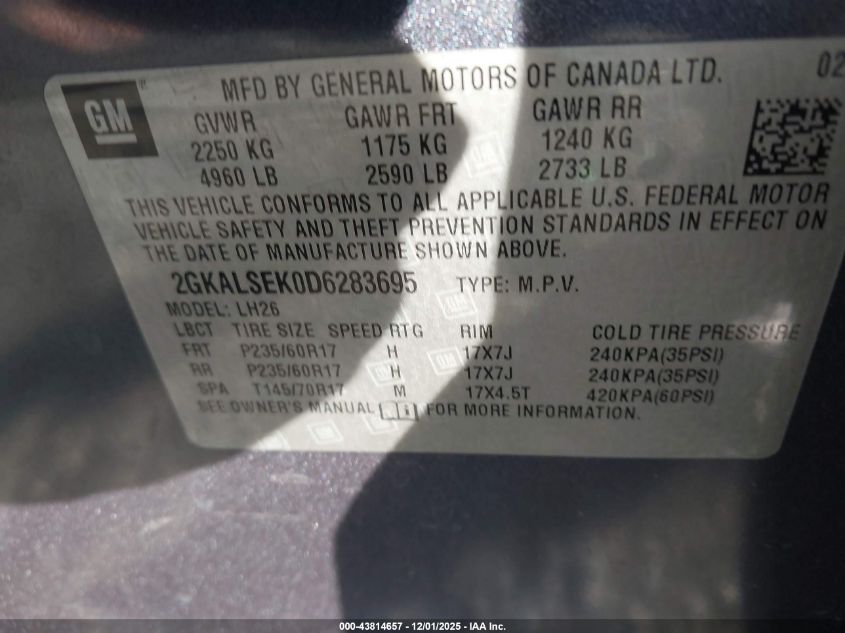 GM
MFD BY GENERAL MOTORS OF CANADA LTD. 02
GVWR GAWR FRT GAWR RR
2250 KG 1175 KG 1240 KG
4960 LB 2590 LB 2733 LB
THIS VEHICLE CONFORMS TO ALL APPLICABLE U.S. FEDERAL MOTOR
VEHICLE SAFETY AND THEFT PREVENTION STANDARDS IN EFFECT ON
THE DATE OF MANUFACTURE SHOWN ABOVE.
2GKALSEK0D6283695 TYPE: M.P.V.
MODEL: LH26
LBCT TIRE SIZE SPEED RTG RIM COLD TIRE PRESSURE
FRT P235/60R17 H 17X7J 240KPA(35PSI)
RR P235/60R17 H 17X7J 240KPA(35PSI)
SPA T145/70R17 M 17X4.5T 420KPA(60PSI)
SEE OWNER'S MANUAL FOR MORE INFORMATION.
000-43814657 - 12/01/2025 - IAA Inc.